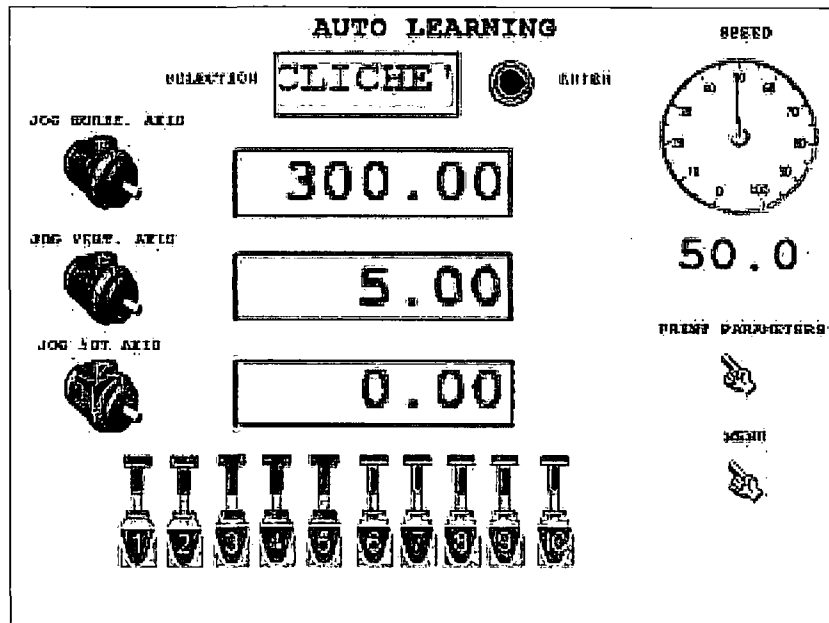 AUTO LEARNING
SPEED
SELECTION
CLICHE'
ENTER
JOG AXIS
300.00
JOG VERT. AXIS
50.0
5.00
PRINT PARAMETERS
JOG AXIS
0.00
MENU
1 2 3 4 5 6 7 8 9 10